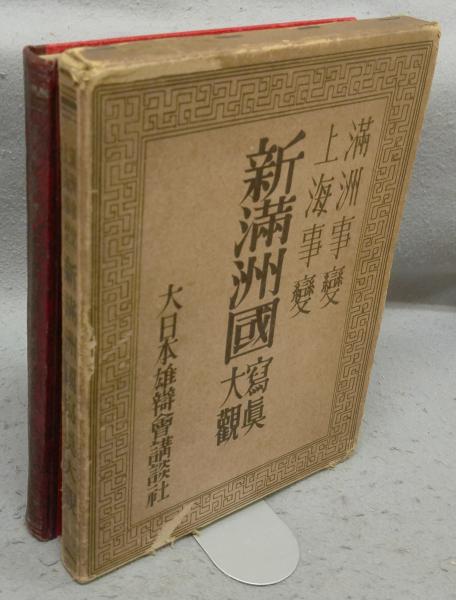 滿洲事變
上海事變
新滿洲國寫眞大觀
大日本雄辯會講談社